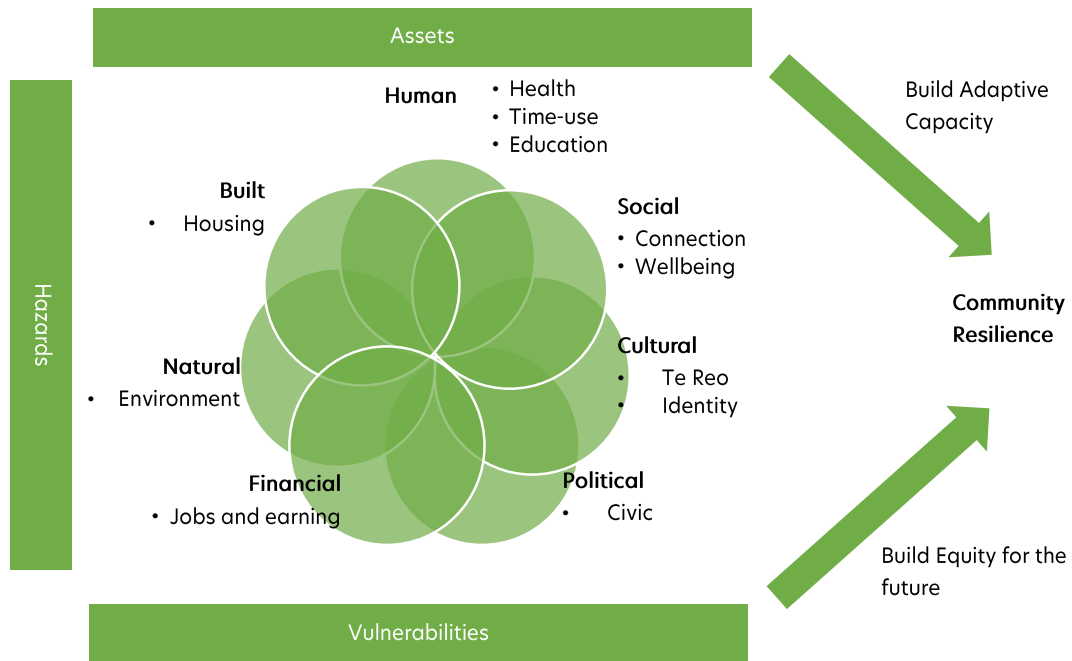 Assets
Human
• Health
• Time-use
• Education
Build Adaptive
Capacity
Built
• Housing
Social
• Connection
• Wellbeing
Hazards
Community
Resilience
Cultural
• Te Reo
• Identity
Natural
• Environment
Financial
• Jobs and earning
Political
• Civic
Build Equity for the
future
Vulnerabilities